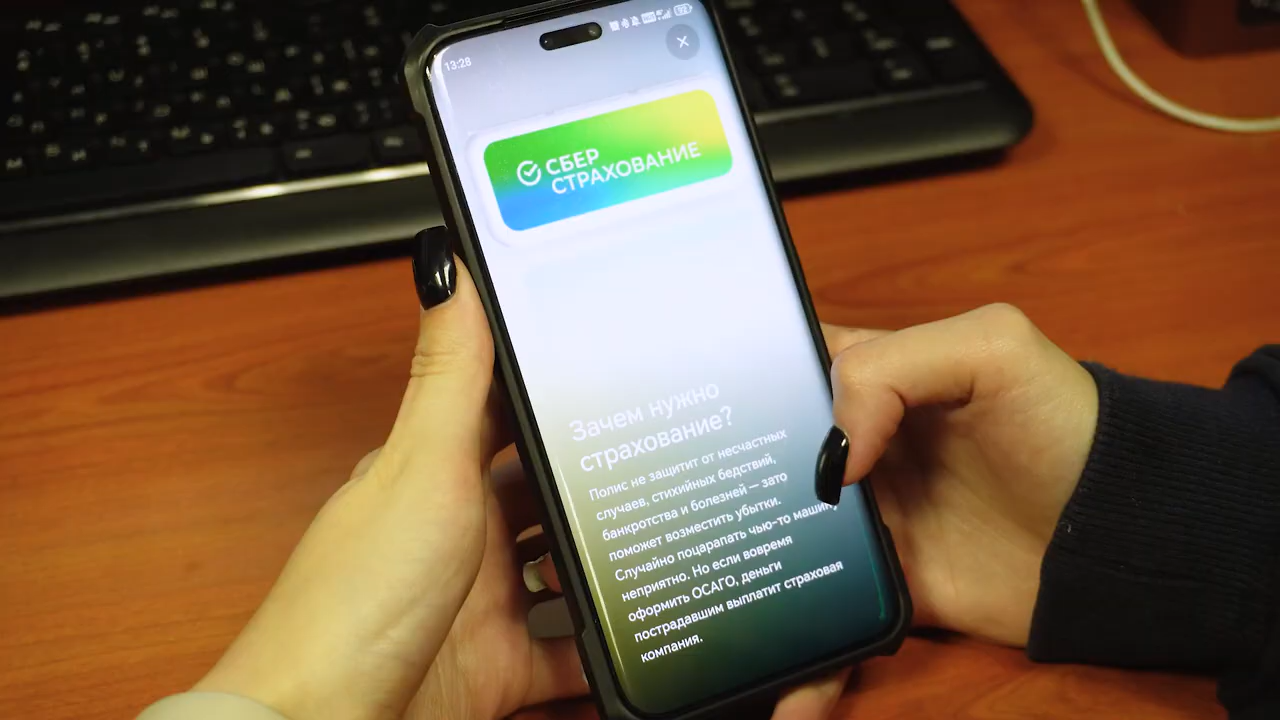 13:28
СБЕР
СТРАХОВАНИЕ
Зачем нужно
страхование?
Полис не защитит от несчастных
случаев, стихийных бедствий,
банкротства и болезней — зато
поможет возместить убытки.
Случайно поцарапать чью-то машину
неприятно. Но если вовремя
оформить ОСАГО, деньги
пострадавшим выплатит страховая
компания.